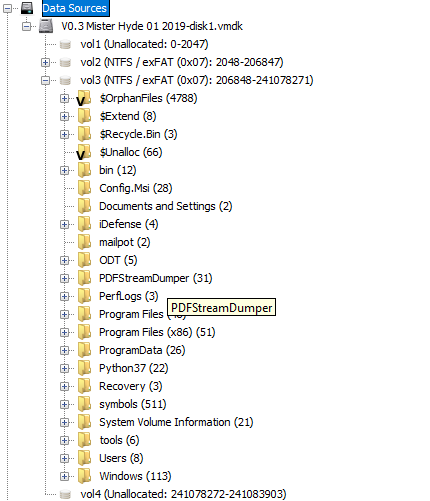 Data Sources
V0.3 Mister Hyde 01 2019-disk1.vmdk
vol1 (Unallocated: 0-2047)
vol2 (NTFS / exFAT (0x07): 2048-206847)
vol3 (NTFS / exFAT (0x07): 206848-241078271)
$OrphanFiles (4788)
$Extend (8)
$Recycle.Bin (3)
$Unalloc (66)
bin (12)
Config.Msi (28)
Documents and Settings (2)
iDefense (4)
mailpot (2)
ODT (5)
PDFStreamDumper (31)
PerfLogs (3)
PDFStreamDumper
Program Files
Program Files (x86) (51)
ProgramData (26)
Python37 (22)
Recovery (3)
symbols (511)
System Volume Information (21)
tools (6)
Users (8)
Windows (113)
vol4 (Unallocated: 241078272-241083903)